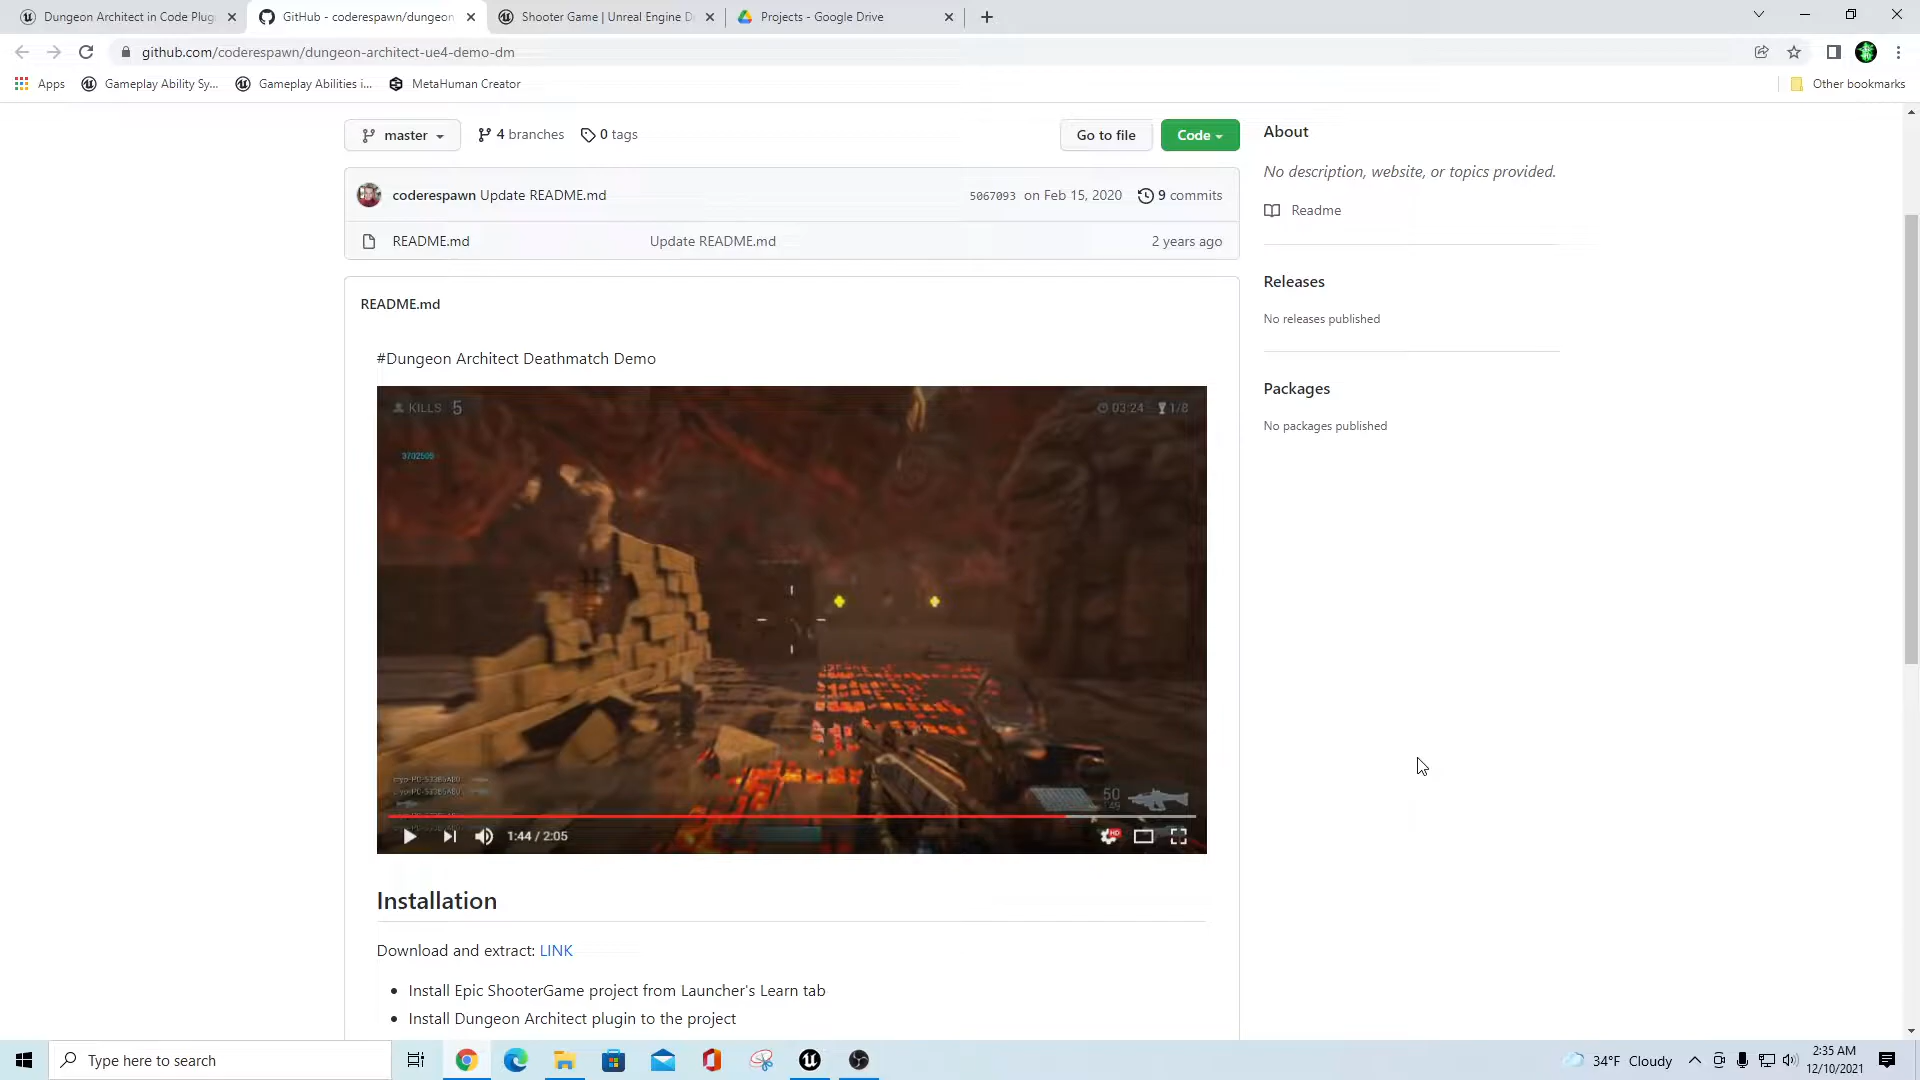 Dungeon Architect in Code Plug
GitHub - coderespawn/dungeon
Shooter Game | Unreal Engine D
Projects - Google Drive
github.com/coderespawn/dungeon-architect-ue4-demo-dm
Apps
Gameplay Ability Sy...
Gameplay Abilities i...
MetaHuman Creator
Other bookmarks
master
4 branches
0 tags
Go to file
Code
About
No description, website, or topics provided.
Readme
coderespawn Update README.md
5067093 on Feb 15, 2020
9 commits
README.md
Update README.md
2 years ago
Releases
No releases published
Packages
No packages published
README.md
#Dungeon Architect Deathmatch Demo
KILLS 5
03:24
1/8
3702505
50
1:44 / 2:05
HD
Installation
Download and extract: LINK
• Install Epic ShooterGame project from Launcher's Learn tab
• Install Dungeon Architect plugin to the project
Type here to search
34°F Cloudy
2:35 AM
12/10/2021